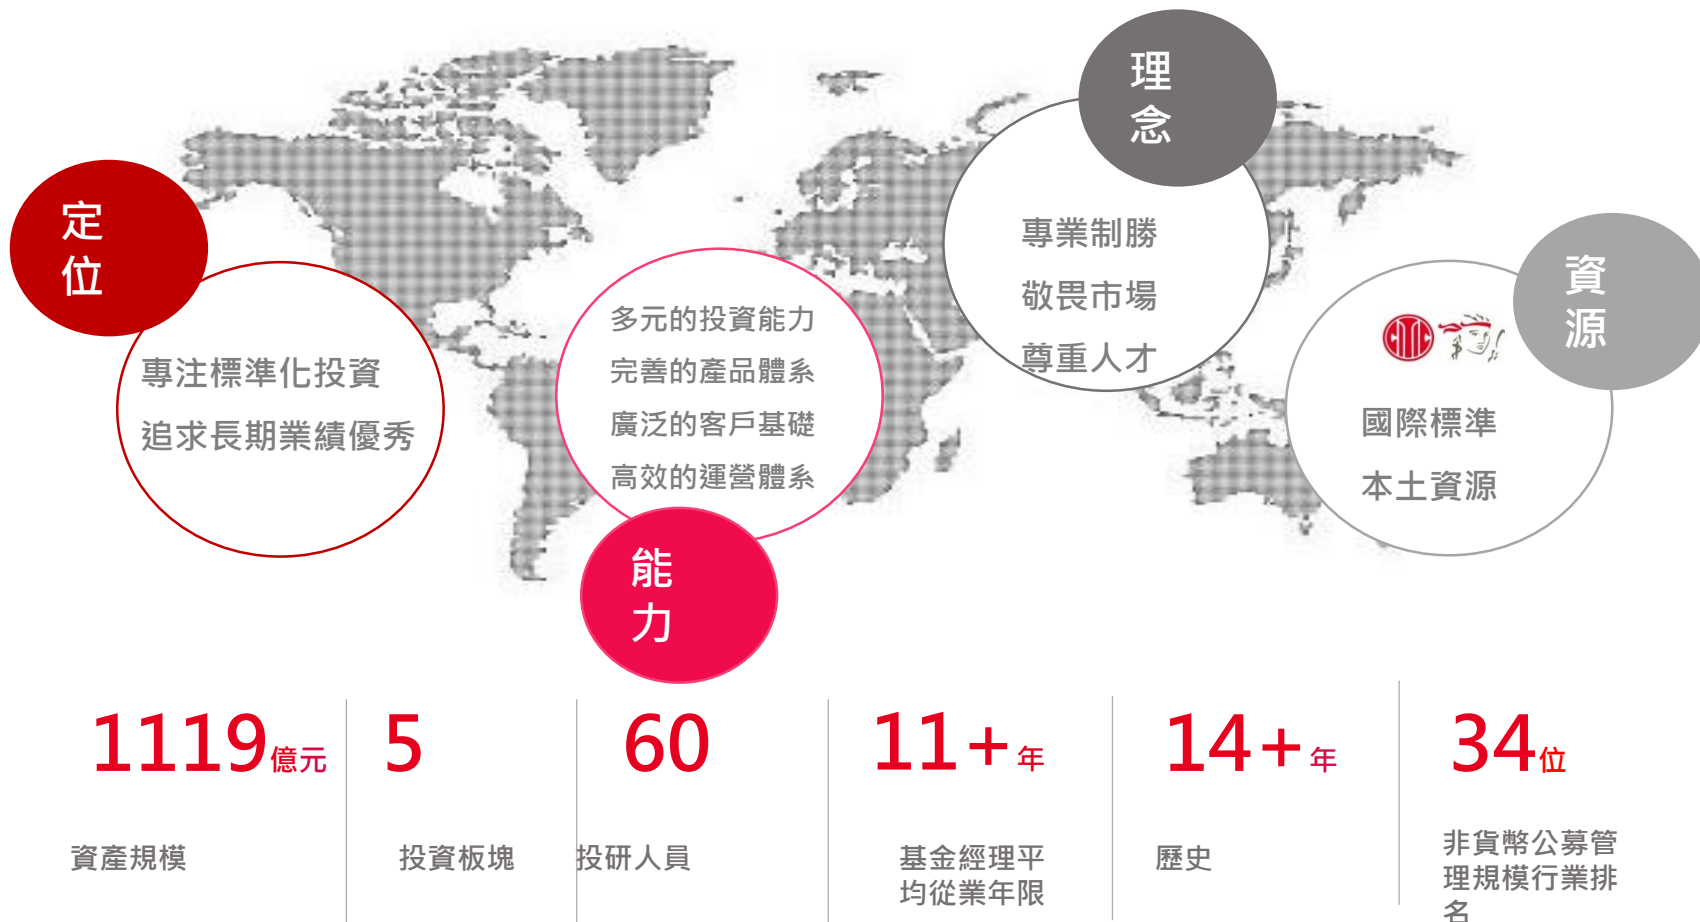 定
位
專注標準化投資
追求長期業績優秀
多元的投資能力
完善的產品體系
廣泛的客戶基礎
高效的運營體系
能
力
理
念
專業制勝
敬畏市場
尊重人才
資
源
CITIC
國際標準
本土資源
1119億元
資產規模
5
投資板塊
60
投研人員
11+年
基金經理平
均從業年限
14+年
歷史
34位
非貨幣公募管
理規模行業排
名